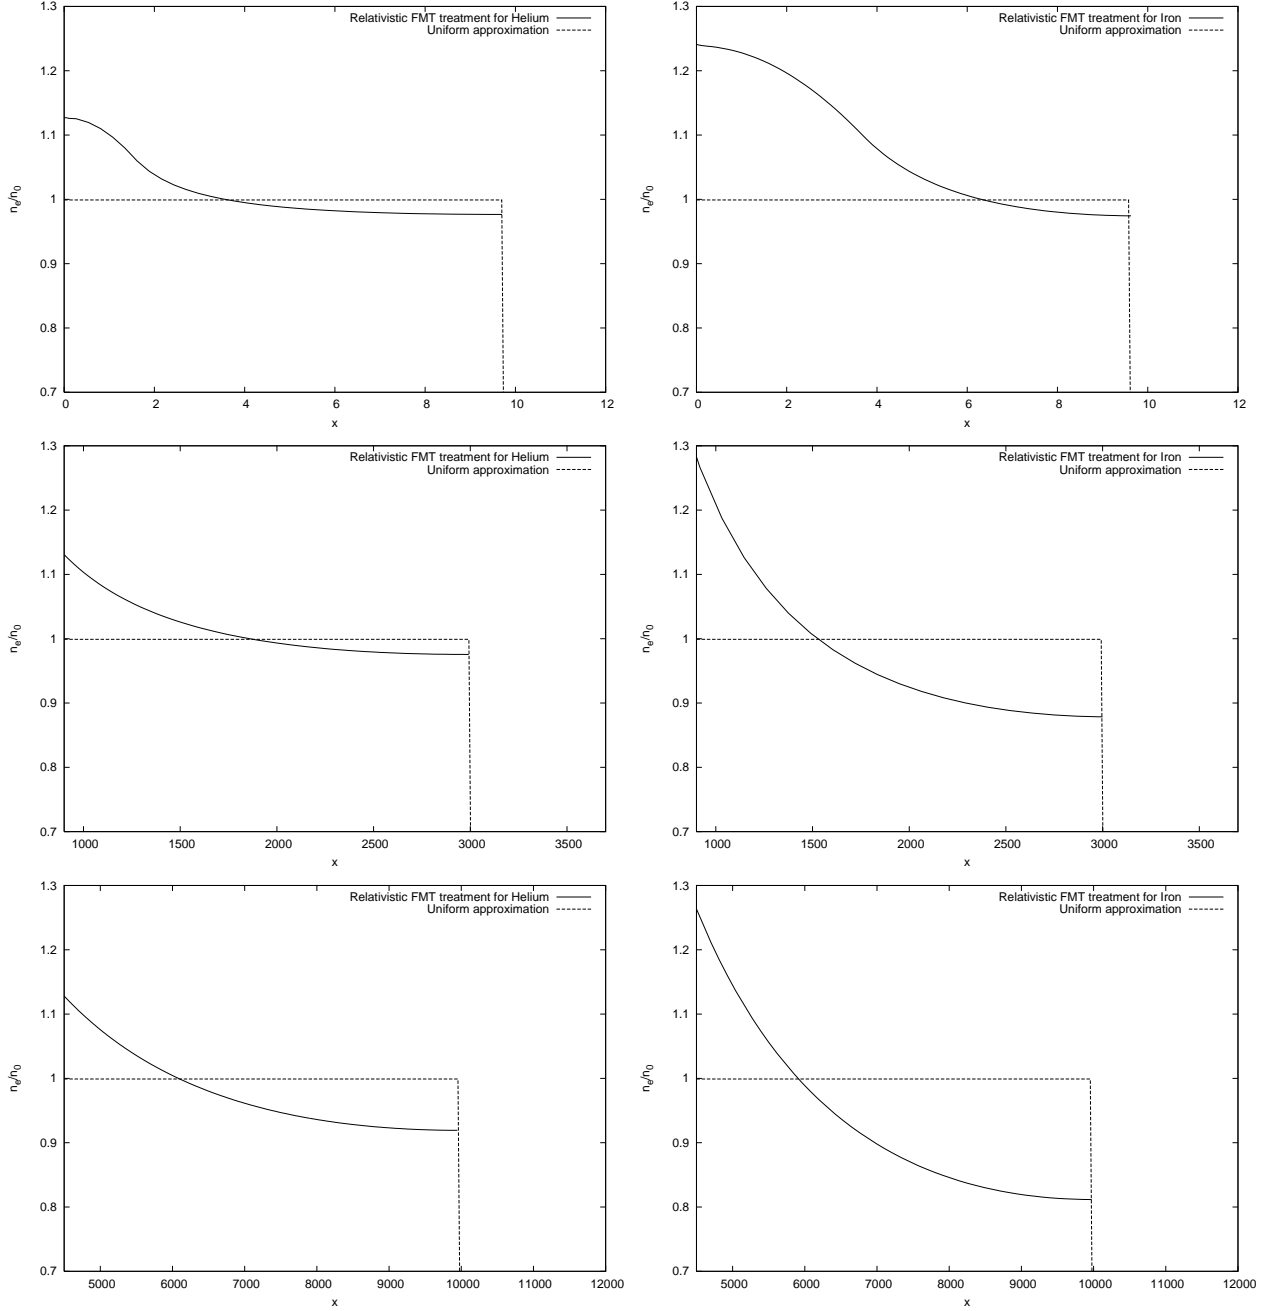 1.3
1.2
1.1
1
0.9
0.8
0.7
0 2 4 6 8 10 12
n_e/n_0
x
Relativistic FMT treatment for Helium
Uniform approximation
1.3
1.2
1.1
1
0.9
0.8
0.7
0 2 4 6 8 10 12
n_e/n_0
x
Relativistic FMT treatment for Iron
Uniform approximation
1.3
1.2
1.1
1
0.9
0.8
0.7
1000 1500 2000 2500 3000 3500
n_e/n_0
x
Relativistic FMT treatment for Helium
Uniform approximation
1.3
1.2
1.1
1
0.9
0.8
0.7
1000 1500 2000 2500 3000 3500
n_e/n_0
x
Relativistic FMT treatment for Iron
Uniform approximation
1.3
1.2
1.1
1
0.9
0.8
0.7
5000 6000 7000 8000 9000 10000 11000 12000
n_e/n_0
x
Relativistic FMT treatment for Helium
Uniform approximation
1.3
1.2
1.1
1
0.9
0.8
0.7
5000 6000 7000 8000 9000 10000 11000 12000
n_e/n_0
x
Relativistic FMT treatment for Iron
Uniform approximation